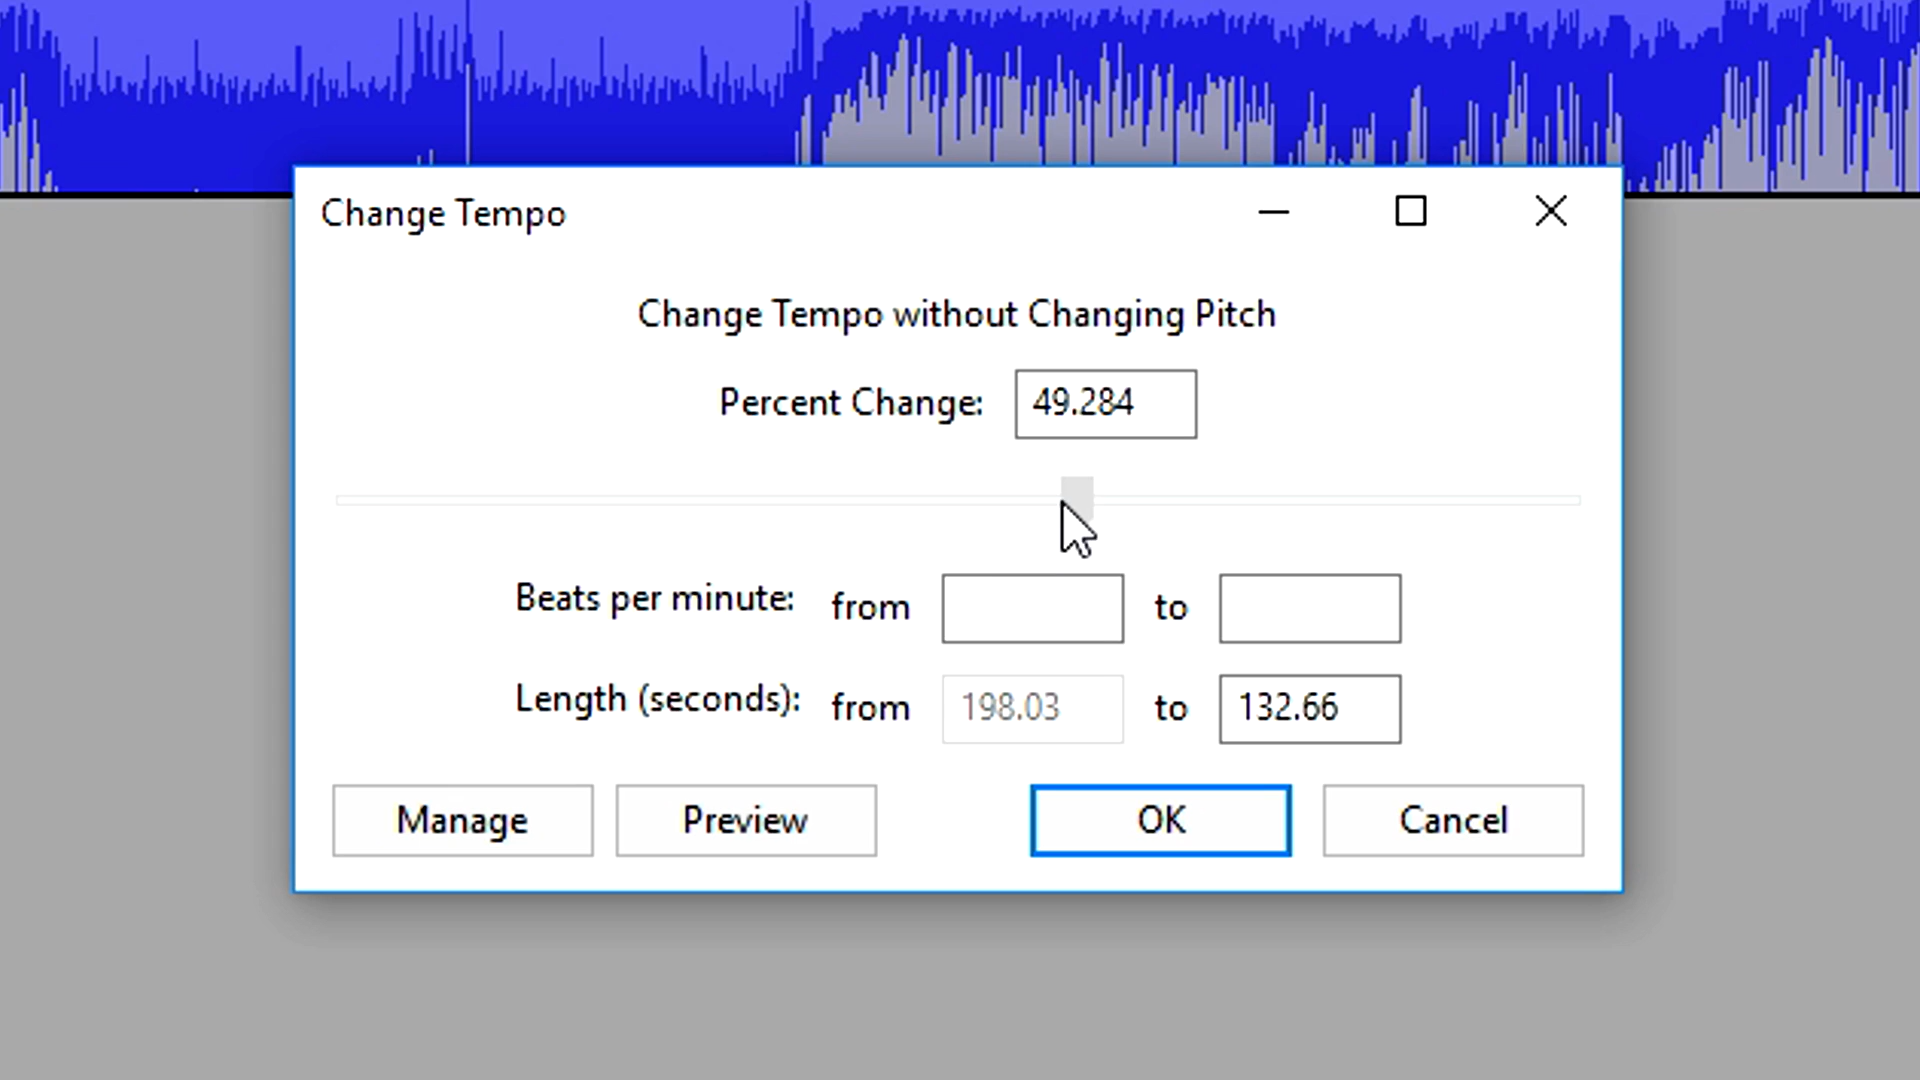 Change Tempo
Change Tempo without Changing Pitch
Percent Change: 49.284
Beats per minute: from to
Length (seconds): from 198.03 to 132.66
Manage Preview OK Cancel